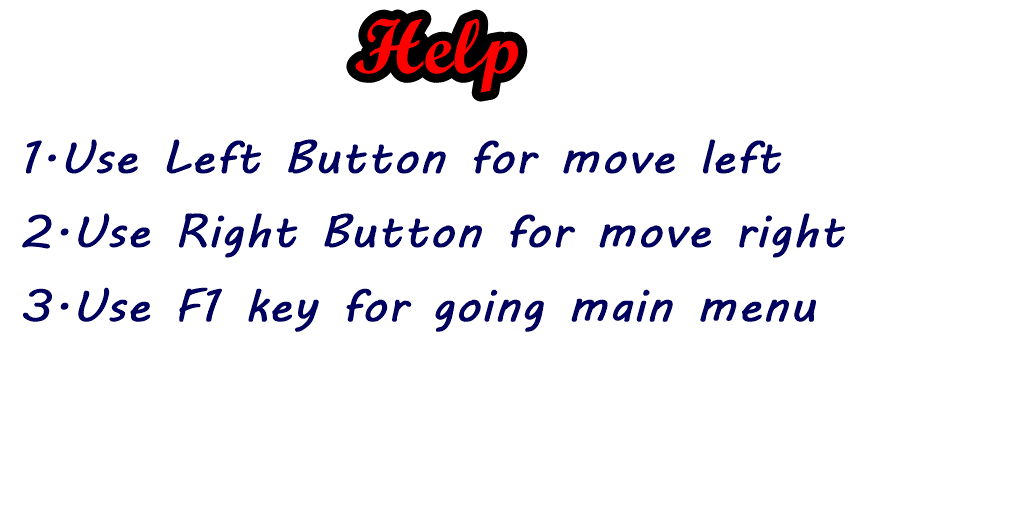 Help
1.Use Left Button for move left
2.Use Right Button for move right
3.Use F1 key for going main menu